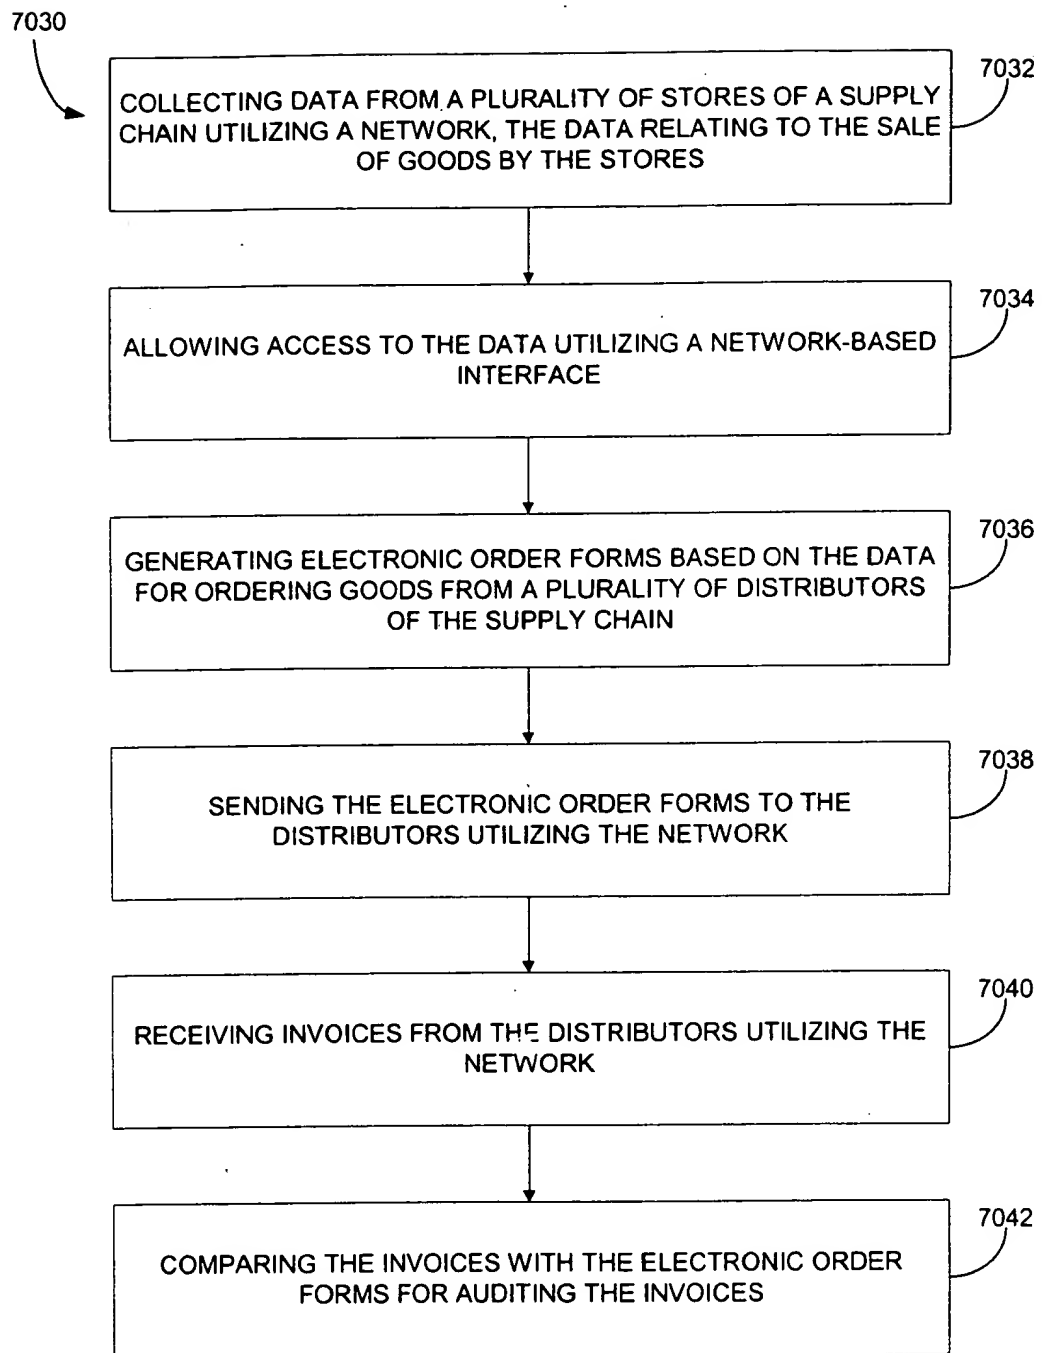 7030
7032
COLLECTING DATA FROM A PLURALITY OF STORES OF A SUPPLY
CHAIN UTILIZING A NETWORK, THE DATA RELATING TO THE SALE
OF GOODS BY THE STORES
7034
ALLOWING ACCESS TO THE DATA UTILIZING A NETWORK-BASED
INTERFACE
7036
GENERATING ELECTRONIC ORDER FORMS BASED ON THE DATA
FOR ORDERING GOODS FROM A PLURALITY OF DISTRIBUTORS
OF THE SUPPLY CHAIN
7038
SENDING THE ELECTRONIC ORDER FORMS TO THE
DISTRIBUTORS UTILIZING THE NETWORK
7040
RECEIVING INVOICES FROM THE DISTRIBUTORS UTILIZING THE
NETWORK
7042
COMPARING THE INVOICES WITH THE ELECTRONIC ORDER
FORMS FOR AUDITING THE INVOICES